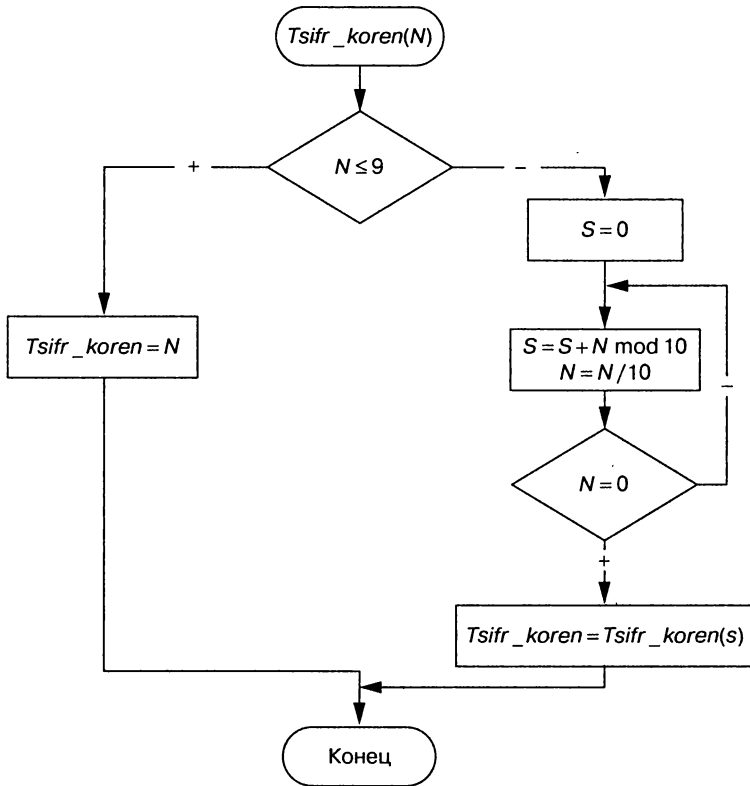 Tsifr_koren(N)
N ≤ 9
+
–
S = 0
Tsifr_koren = N
S = S + N mod 10
N = N / 10
–
N = 0
+
Tsifr_koren = Tsifr_koren(s)
Конец